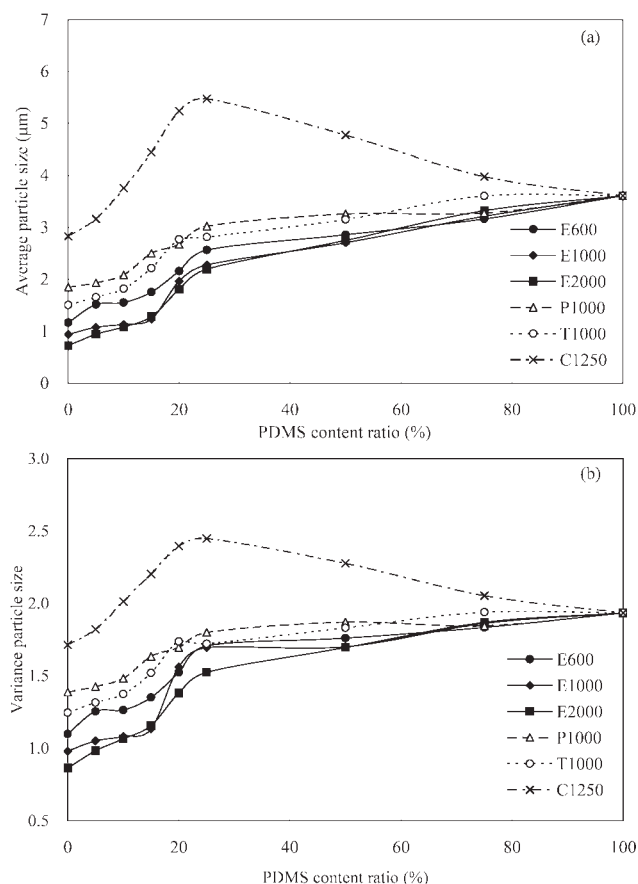 (a)
7
6
5
4
3
2
1
0
Average particle size (µm)
E600
E1000
E2000
P1000
T1000
C1250
0 20 40 60 80 100
PDMS content ratio (%)
(b)
3.0
2.5
2.0
1.5
1.0
0.5
Variance particle size
E600
E1000
E2000
P1000
T1000
C1250
0 20 40 60 80 100
PDMS content ratio (%)